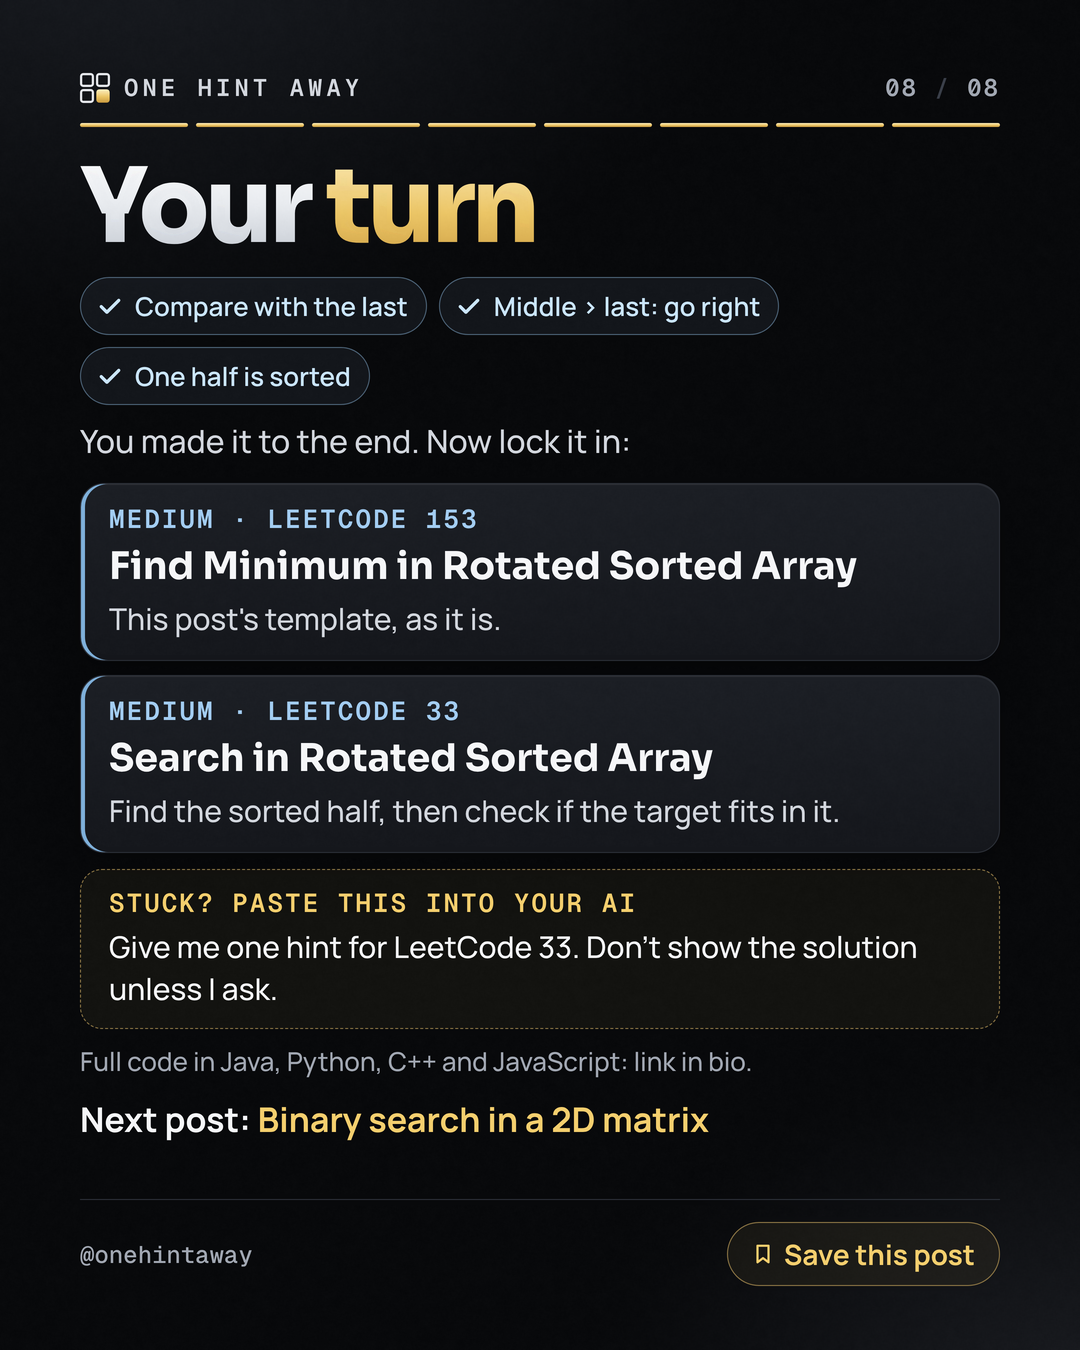 ONE HINT AWAY
08 / 08
Your turn
Compare with the last
Middle > last: go right
One half is sorted
You made it to the end. Now lock it in:
MEDIUM · LEETCODE 153
Find Minimum in Rotated Sorted Array
This post's template, as it is.
MEDIUM · LEETCODE 33
Search in Rotated Sorted Array
Find the sorted half, then check if the target fits in it.
STUCK? PASTE THIS INTO YOUR AI
Give me one hint for LeetCode 33. Don’t show the solution
unless I ask.
Full code in Java, Python, C++ and JavaScript: link in bio.
Next post: Binary search in a 2D matrix
@onehintaway
Save this post